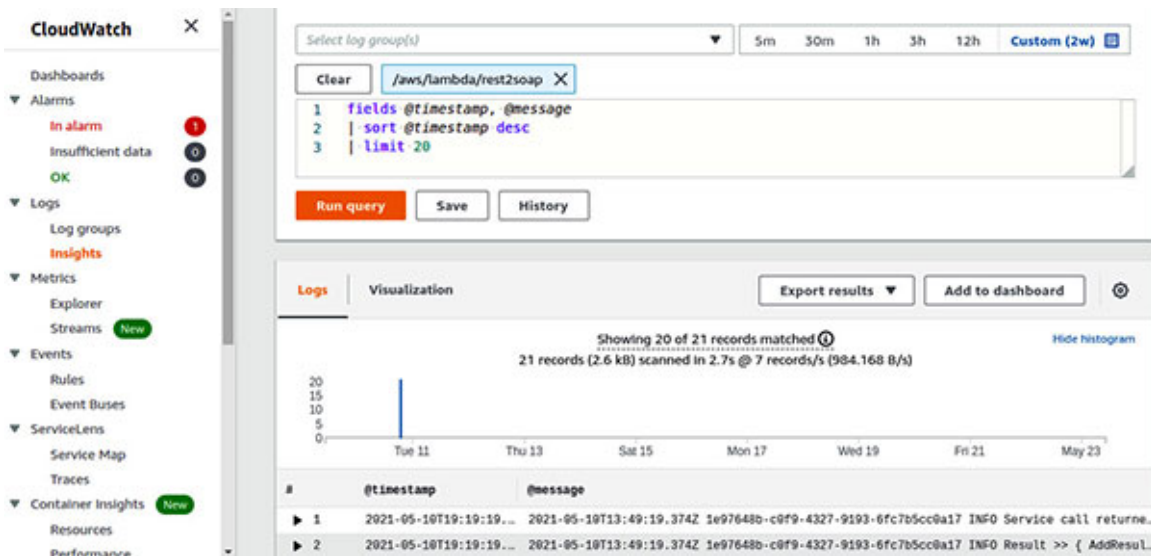 CloudWatch ×
Dashboards
Alarms
In alarm 1
Insufficient data 0
OK 0
Logs
Log groups
Insights
Metrics
Explorer
Streams New
Events
Rules
Event Buses
ServiceLens
Service Map
Traces
Container Insights New
Resources
Performance
Select log group(s) 5m 30m 1h 3h 12h Custom (2w)
Clear /aws/lambda/rest2soap X
1 fields @timestamp, @message
2 | sort @timestamp desc
3 | limit 20
Run query Save History
Logs Visualization Export results Add to dashboard
Showing 20 of 21 records matched
Hide histogram
21 records (2.6 kB) scanned in 2.7s @ 7 records/s (984.168 B/s)
20
15
10
5
0
Tue 11 Thu 13 Sat 15 Mon 17 Wed 19 Fri 21 May 23
# @timestamp @message
1 2021-05-10T19:19:19... 2021-05-10T13:49:19.374Z 1e97648b-c0f9-4327-9193-6fc7b5cc0a17 INFO Service call returne...
2 2021-05-10T19:19:19... 2021-05-10T13:49:19.374Z 1e97648b-c0f9-4327-9193-6fc7b5cc0a17 INFO Result >> { AddResul...